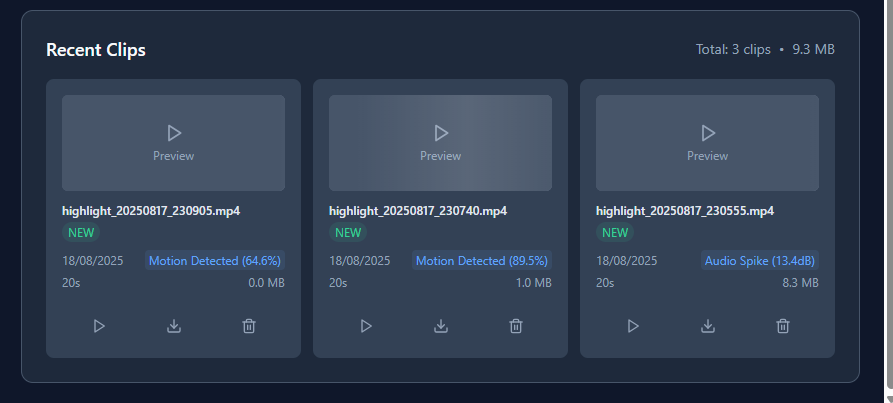 Recent Clips
Total: 3 clips • 9.3 MB
Preview
highlight_20250817_230905.mp4
NEW
18/08/2025 Motion Detected (64.6%)
20s 0.0 MB
Preview
highlight_20250817_230740.mp4
NEW
18/08/2025 Motion Detected (89.5%)
20s 1.0 MB
Preview
highlight_20250817_230555.mp4
NEW
18/08/2025 Audio Spike (13.4dB)
20s 8.3 MB